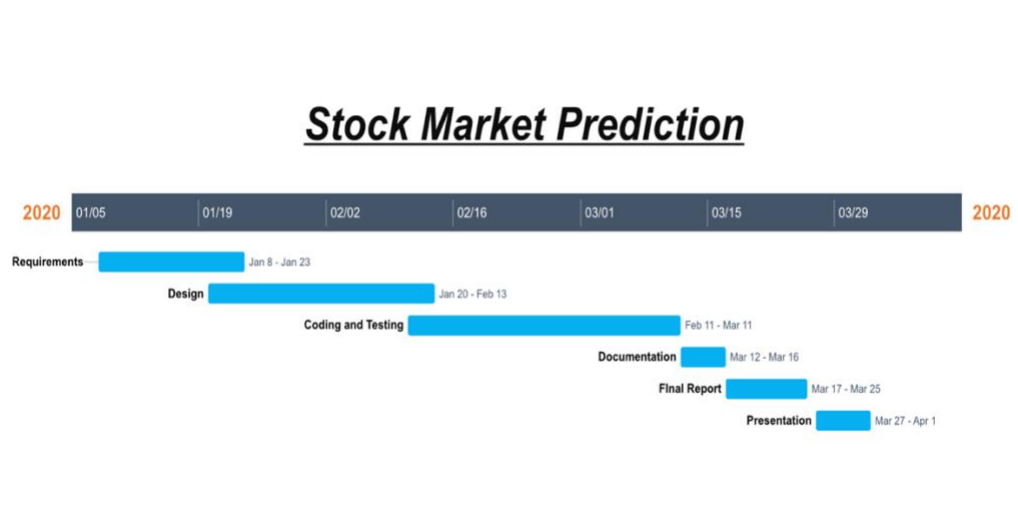 Stock Market Prediction
2020 01/05 01/19 02/02 02/16 03/01 03/15 03/29 2020
Requirements Jan 8 - Jan 23
Design Jan 20 - Feb 13
Coding and Testing Feb 11 - Mar 11
Documentation Mar 12 - Mar 16
FInal Report Mar 17 - Mar 25
Presentation Mar 27 - Apr 1